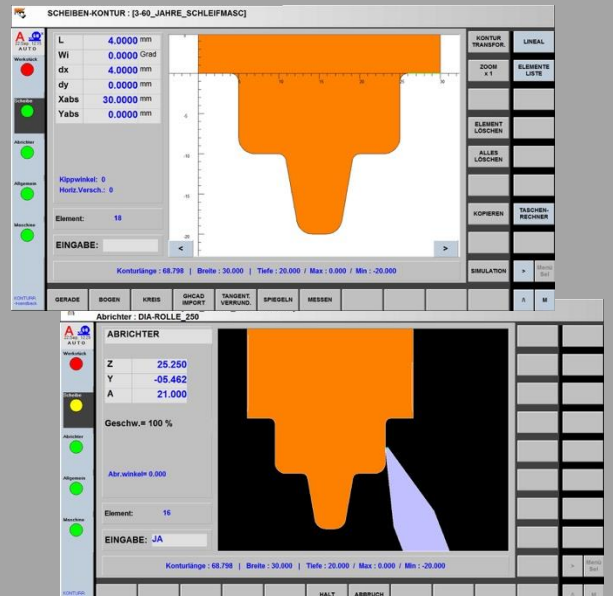 SCHEIBEN-KONTUR : [3-60_JAHRE_SCHLEIFMASC]
AUTO
Werkstück
Scheibe
Abrichter
Allgemein
Maschine
L 4.0000 mm
Wi 0.0000 Grad
dx 4.0000 mm
dy 0.0000 mm
Xabs 30.0000 mm
Yabs 0.0000 mm
Kippwinkel: 0
Horiz.Versch.: 0
Element: 18
EINGABE:
< >
Konturlänge : 68.798 | Breite : 30.000 | Tiefe : 20.000 / Max : 0.000 / Min : -20.000
KONTUR TRANSFOR.
LINEAL
ZOOM x 1
ELEMENTE LISTE
ELEMENT LÖSCHEN
ALLES LÖSCHEN
KOPIEREN
TASCHEN-RECHNER
SIMULATION
>
Menü Sel
GERADE BOGEN KREIS GHCAD IMPORT TANGENT. VERRUND. SPIEGELN MESSEN M
Abrichter : DIA-ROLLE_250
AUTO
Werkstück
Scheibe
Abrichter
Allgemein
Maschine
ABRICHTER
Z 25.250
Y -05.462
A 21.000
Geschw.= 100 %
Abr.winkel= 0.000
Element: 16
EINGABE: JA
Konturlänge : 68.798 | Breite : 30.000 | Tiefe : 20.000 / Max : 0.000 / Min : -20.000
> Menü Sel
HALT ABBRUCH